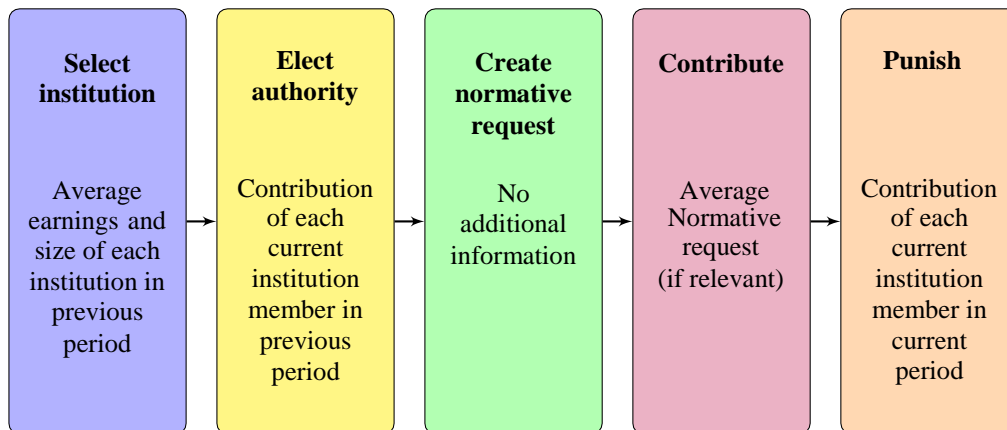 Select
institution
Average
earnings and
size of each
institution in
previous
period
Elect
authority
Contribution
of each
current
institution
member in
previous
period
Create
normative
request
No
additional
information
Contribute
Average
Normative
request
(if relevant)
Punish
Contribution
of each
current
institution
member in
current
period